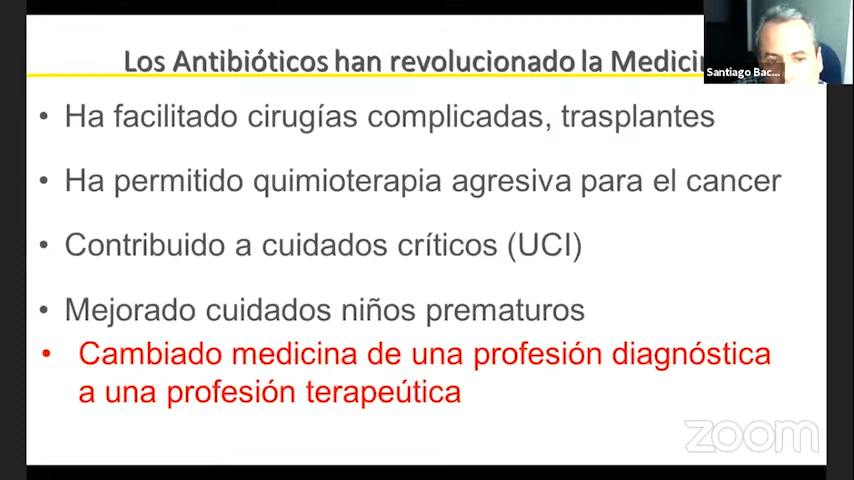 Los Antibióticos han revolucionado la Medici
Santiago Bac...
• Ha facilitado cirugías complicadas, trasplantes
• Ha permitido quimioterapia agresiva para el cancer
• Contribuido a cuidados críticos (UCI)
• Mejorado cuidados niños prematuros
• Cambiado medicina de una profesión diagnóstica
a una profesión terapeútica
zoom